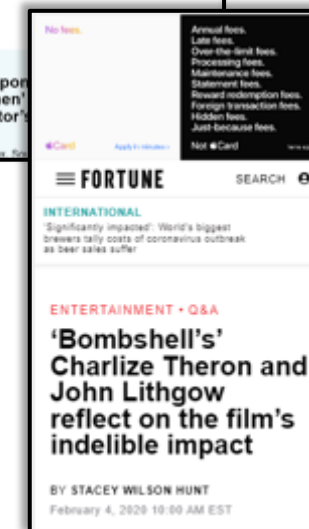 No fees.
Annual fees.
Late fees.
Over-the-limit fees.
Processing fees.
Maintenance fees.
Statement fees.
Reward redemption fees.
Foreign transaction fees.
Hidden fees.
Just-because fees.
Card
Apply in minutes
Not Card
FORTUNE
SEARCH
INTERNATIONAL
'Significantly impacted': World's biggest
brewers tally costs of coronavirus outbreak
as beer sales suffer
ENTERTAINMENT • Q&A
'Bombshell's'
Charlize Theron and
John Lithgow
reflect on the film's
indelible impact
BY STACEY WILSON HUNT
February 4, 2020 10:00 AM EST